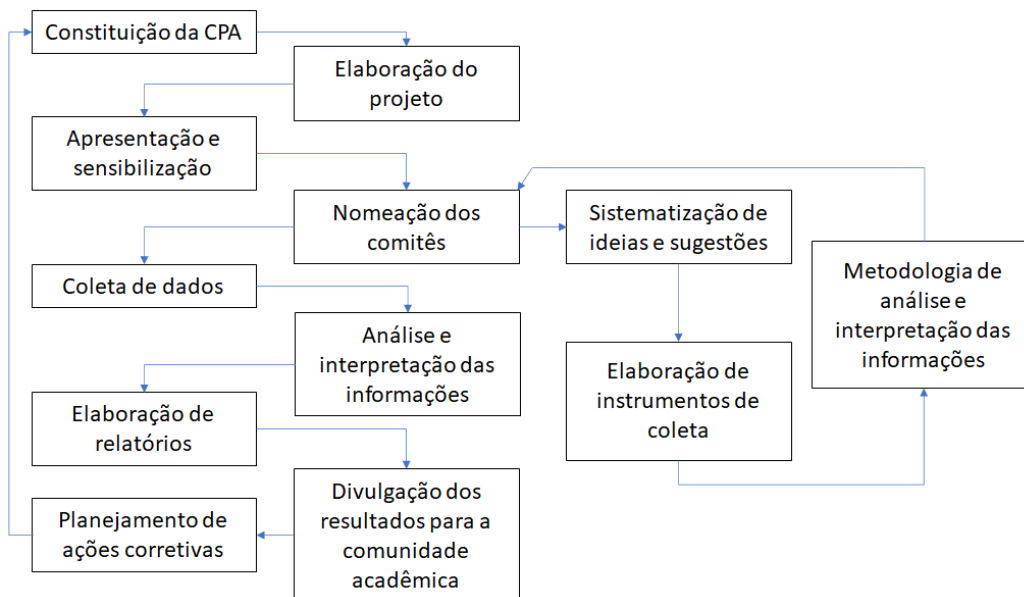 Constituição da CPA
Elaboração do
projeto
Apresentação e
sensibilização
Nomeação dos
comitês
Sistematização de
ideias e sugestões
Metodologia de
análise e
interpretação das
informações
Coleta de dados
Análise e
interpretação das
informações
Elaboração de
instrumentos de
coleta
Elaboração de
relatórios
Divulgação dos
resultados para a
comunidade
acadêmica
Planejamento de
ações corretivas